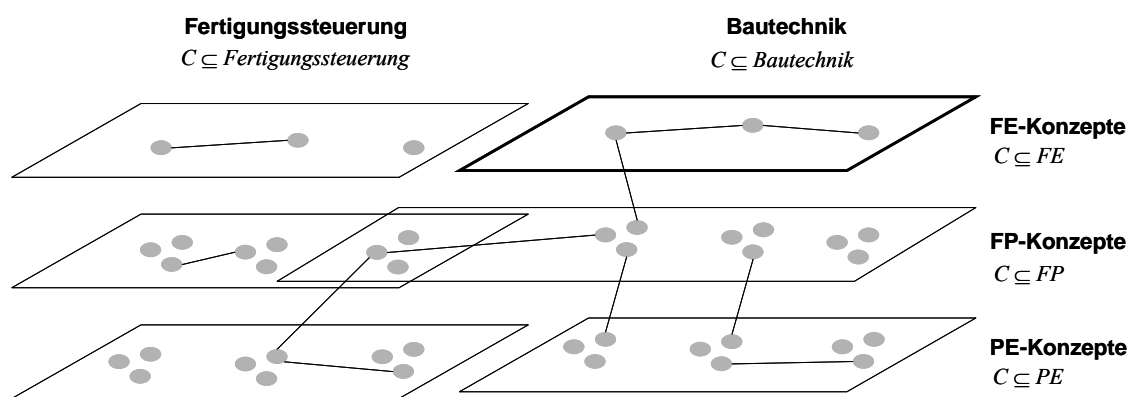 Fertigungssteuerung
C ⊆ Fertigungssteuerung
Bautechnik
C ⊆ Bautechnik
FE-Konzepte
C ⊆ FE
FP-Konzepte
C ⊆ FP
PE-Konzepte
C ⊆ PE